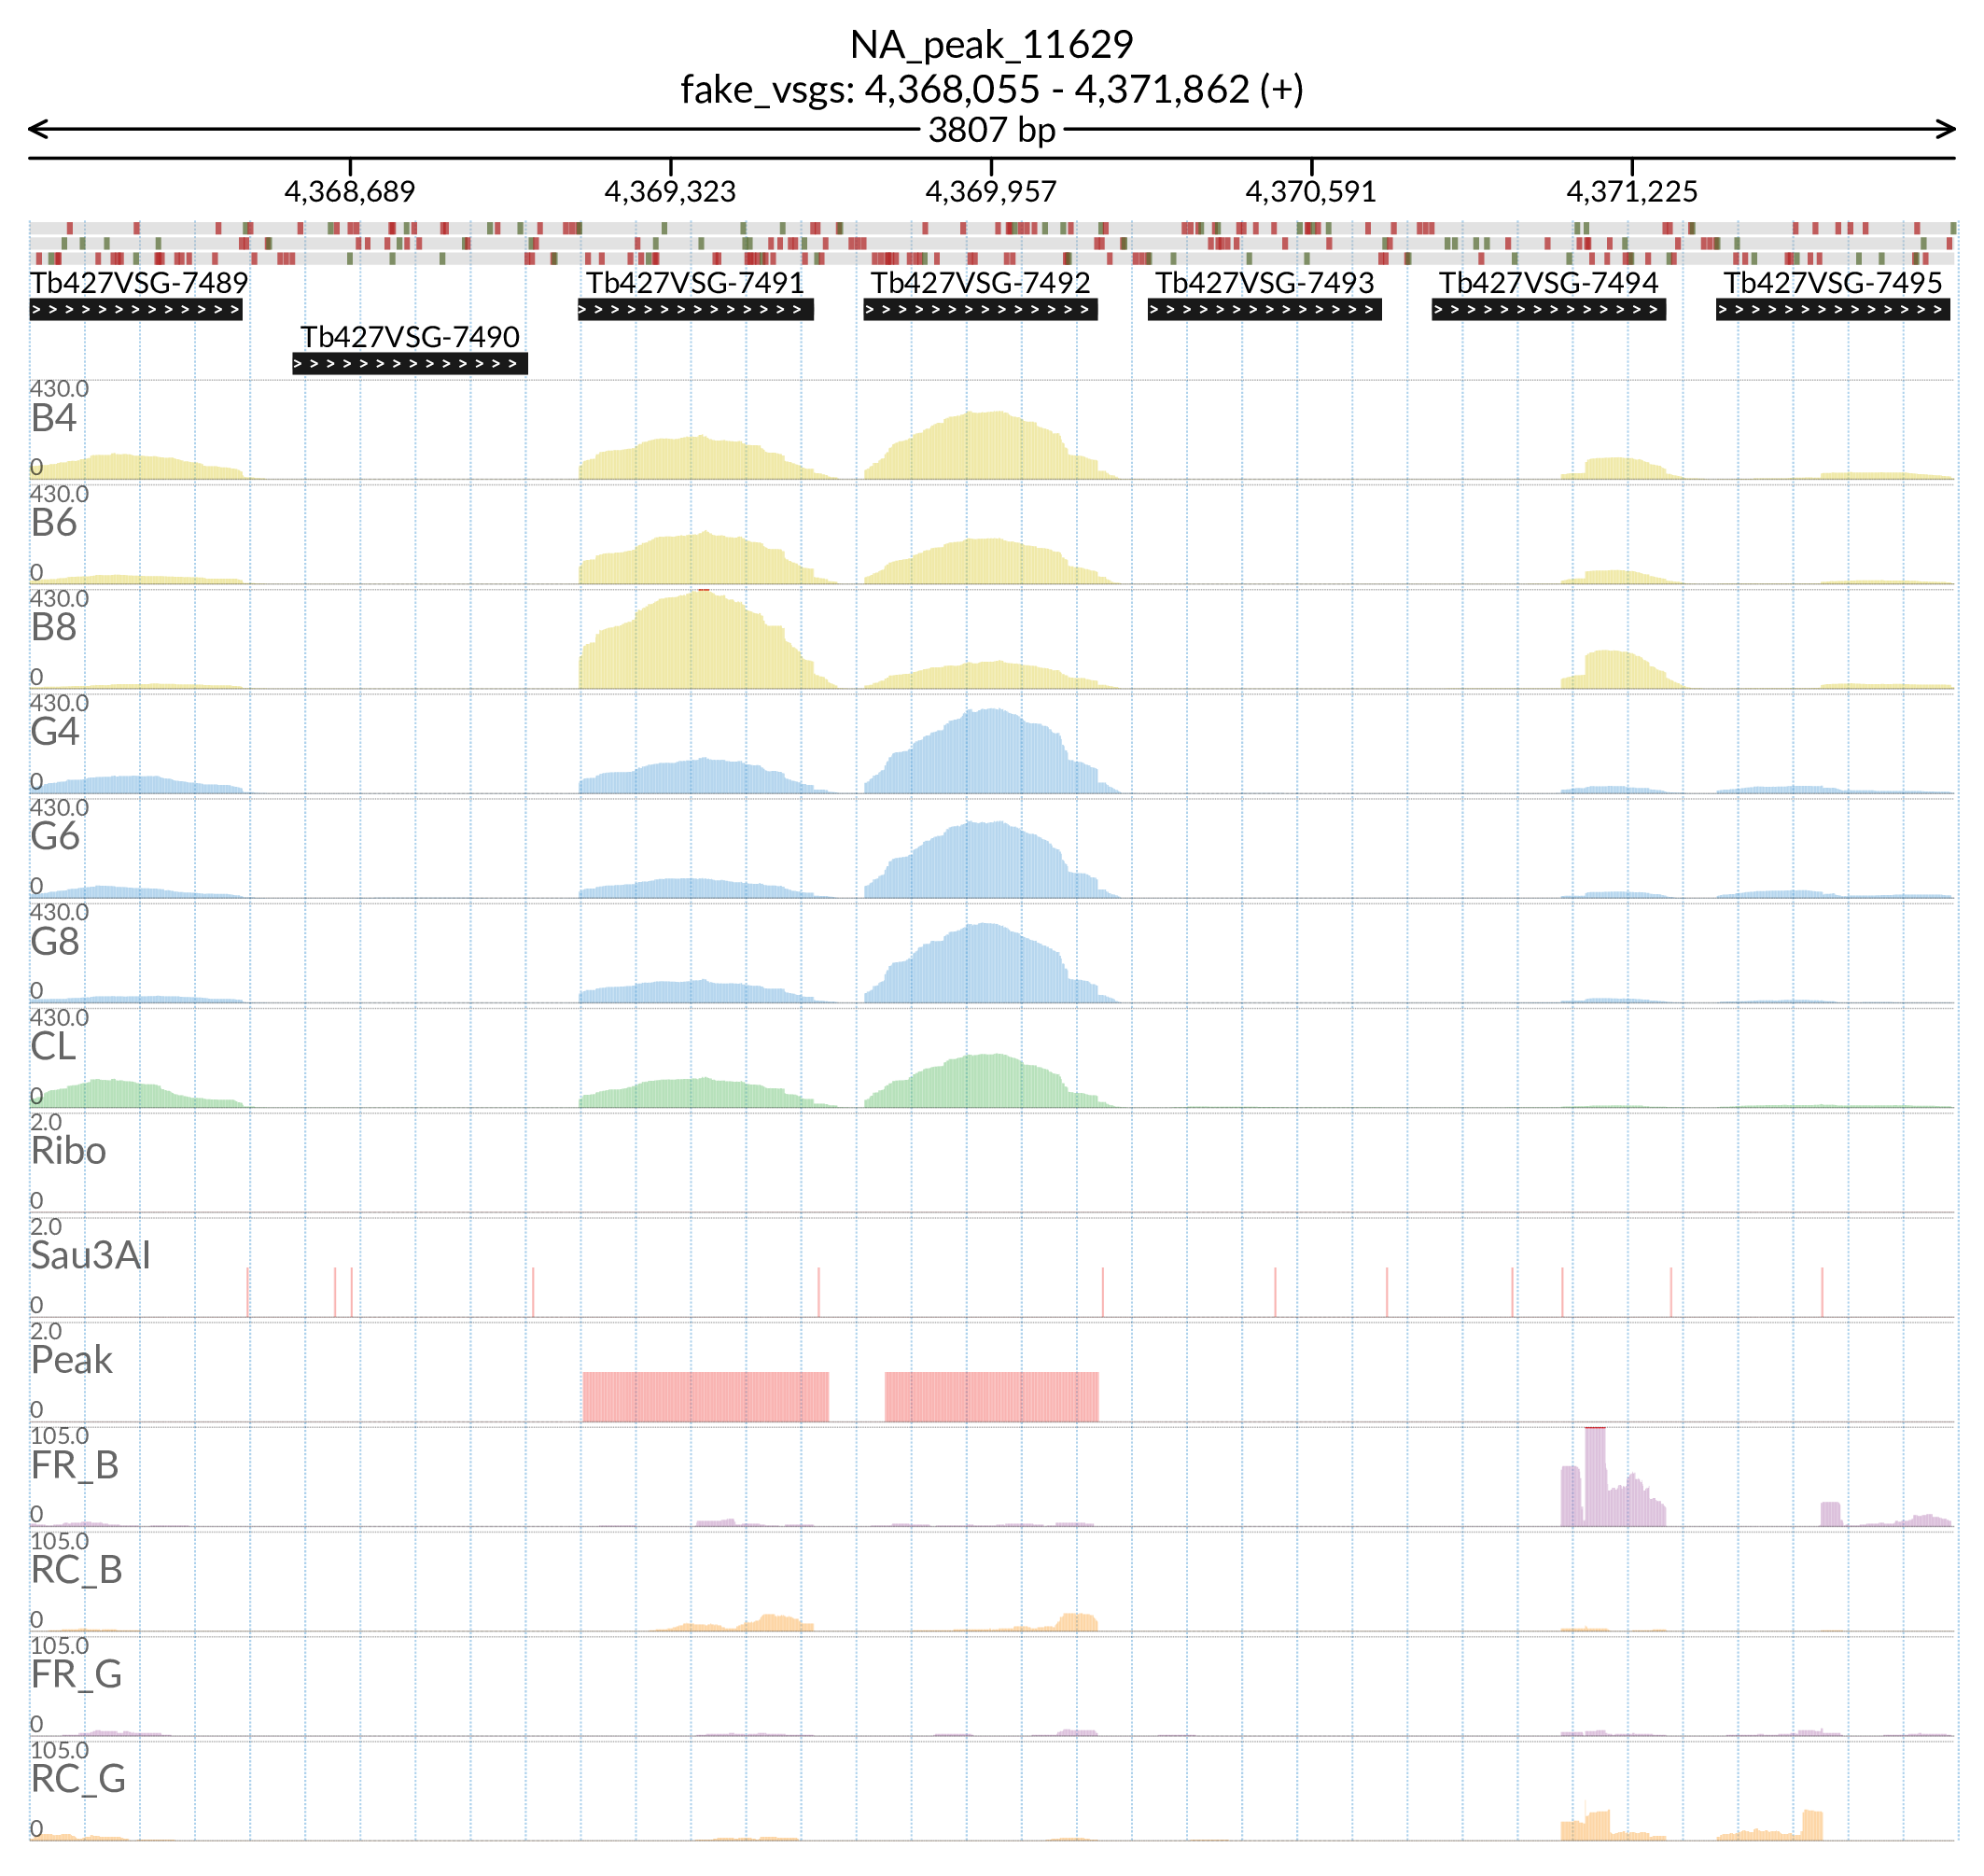 NA_peak_11629
fake_vsgs: 4,368,055 - 4,371,862 (+)
3807 bp
4,368,689 4,369,323 4,369,957 4,370,591 4,371,225
Tb427VSG-7489 Tb427VSG-7491 Tb427VSG-7492 Tb427VSG-7493 Tb427VSG-7494 Tb427VSG-7495
Tb427VSG-7490
430.0
B4
0
430.0
B6
0
430.0
B8
0
430.0
G4
0
430.0
G6
0
430.0
G8
0
430.0
CL
0
2.0
Ribo
0
2.0
Sau3AI
0
2.0
Peak
0
105.0
FR_B
0
105.0
RC_B
0
105.0
FR_G
0
105.0
RC_G
0